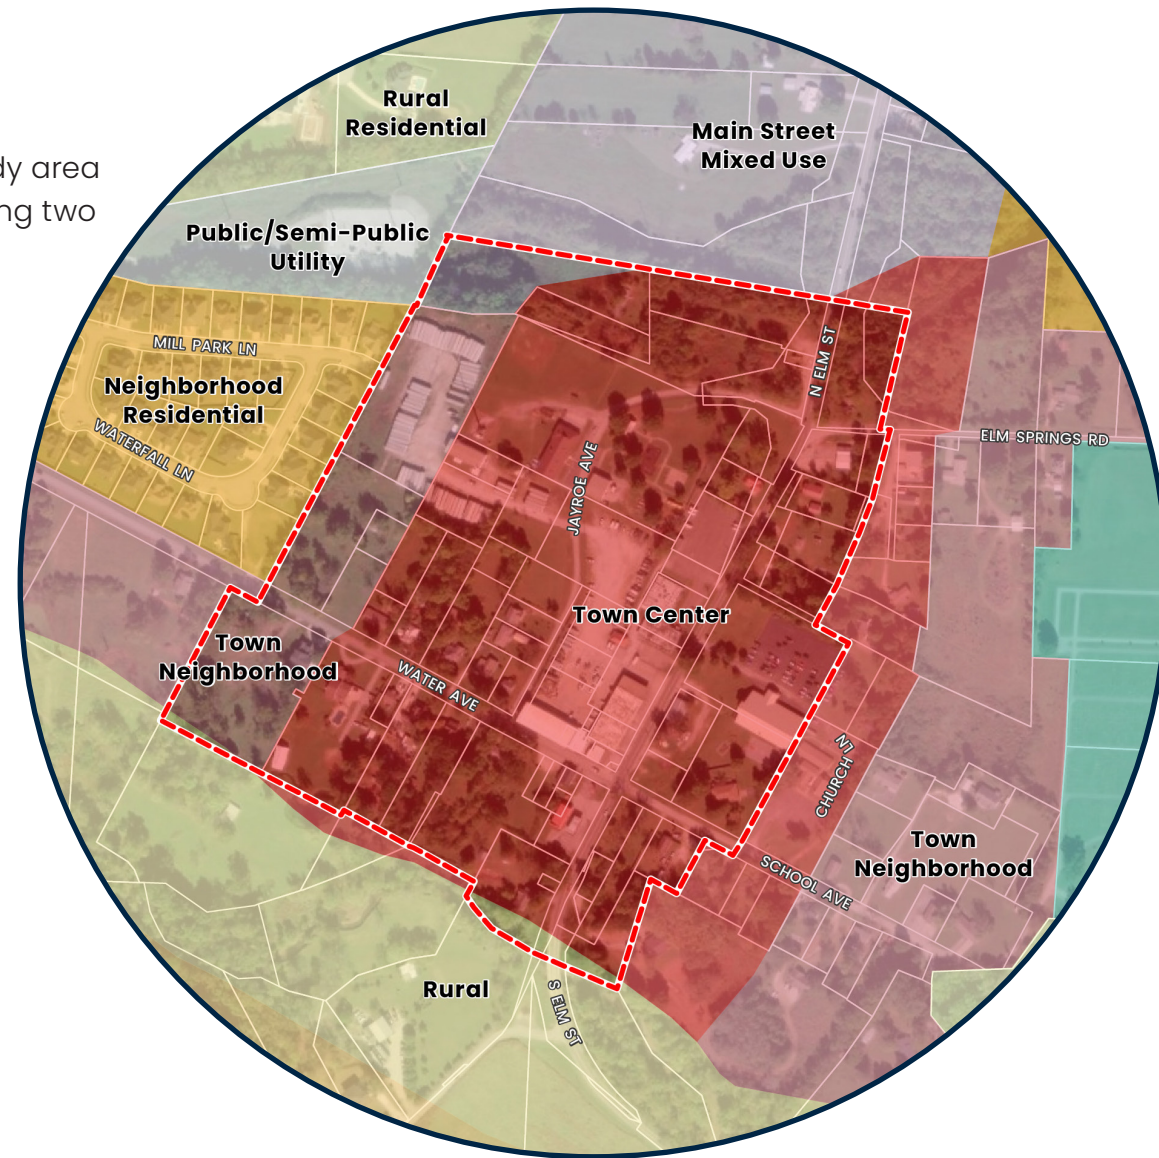 Rural
Residential
Main Street
Mixed Use
dy area
ng two
Public/Semi-Public
Utility
MILL PARK LN
Neighborhood
Residential
WATERFALL LN
N ELM ST
ELM SPRINGS RD
JAYROE AVE
Town Center
Town
Neighborhood
WATER AVE
N1
CHURCH
Town
Neighborhood
SCHOOL AVE
Rural
S ELM ST